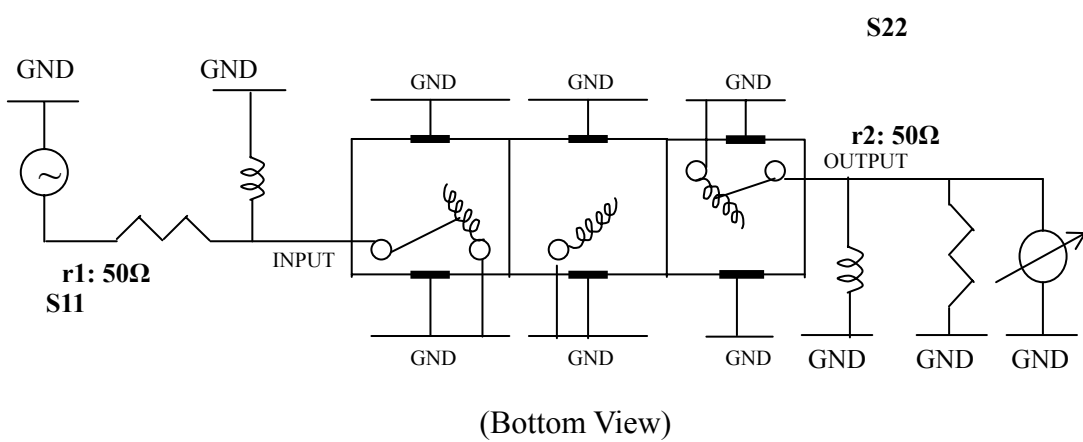 S22
GND
GND
GND
GND
GND
r2: 50Ω
OUTPUT
INPUT
r1: 50Ω
S11
GND
GND
GND
GND
GND
GND
(Bottom View)